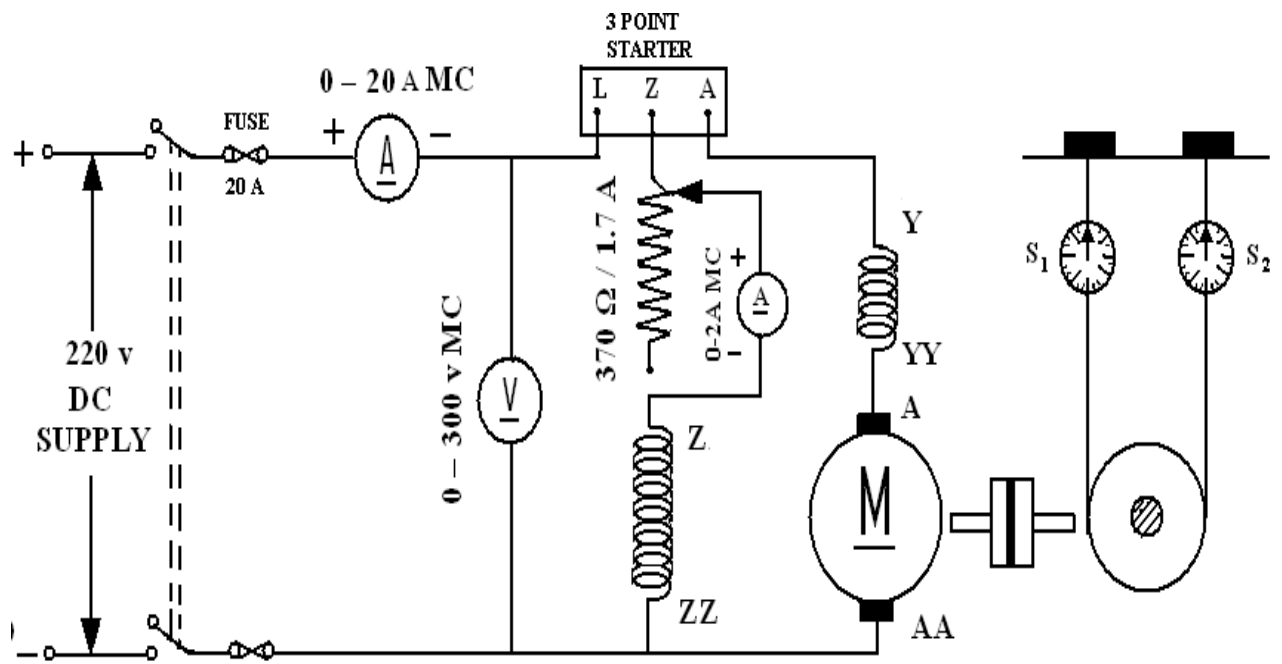 3 POINT
STARTER
L Z A
0 – 20 A MC
FUSE
+ –
A
20 A
+
220 v
DC
SUPPLY
–
0 – 300 v MC
V
370 Ω / 1.7 A
0-2A MC
+
A
–
Z
ZZ
Y
YY
A
M
AA
S1
S2